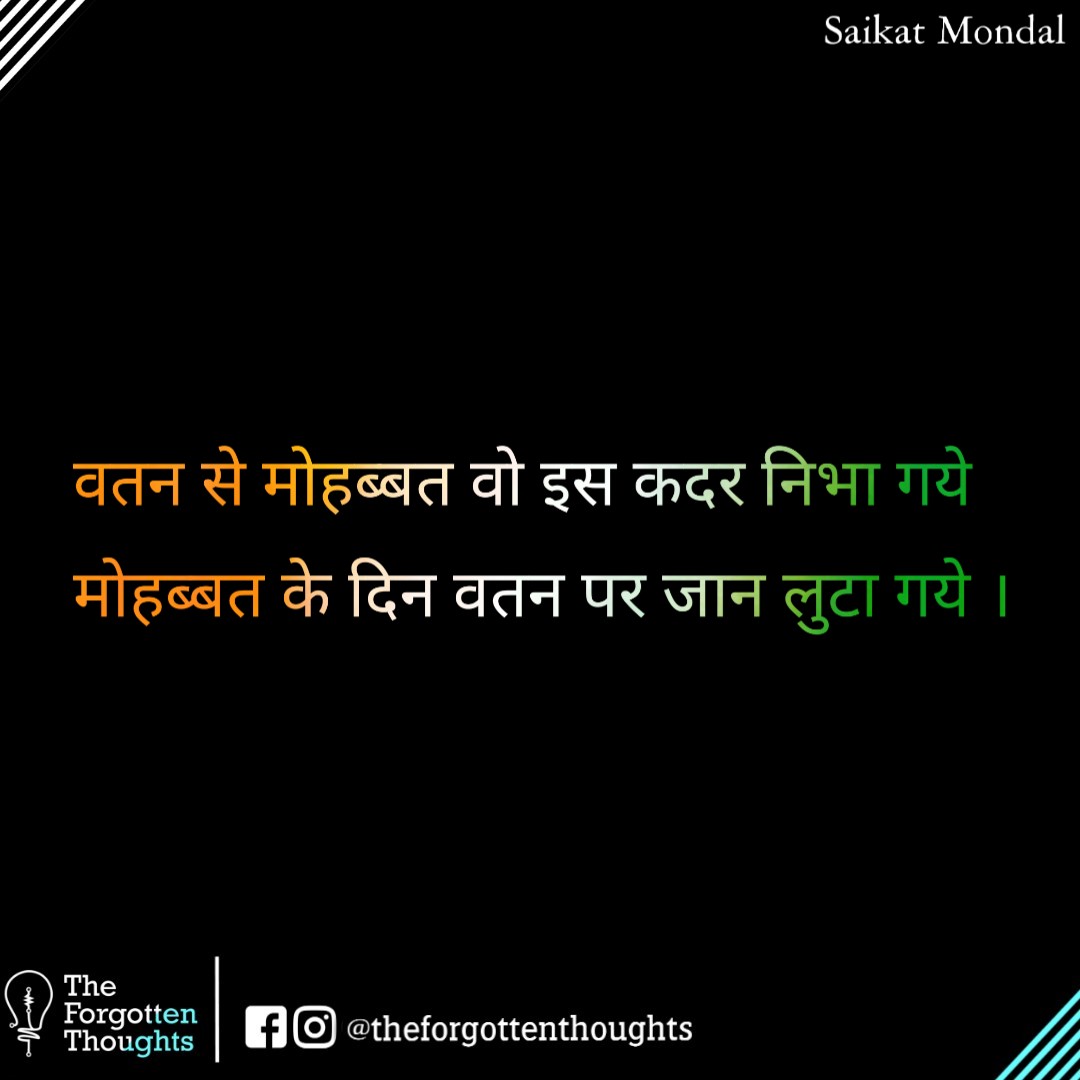 Saikat Mondal
वतन से मोहब्बत वो इस कदर निभा गये
मोहब्बत के दिन वतन पर जान लुटा गये ।
The
Forgotten
Thoughts
@theforgottenthoughts